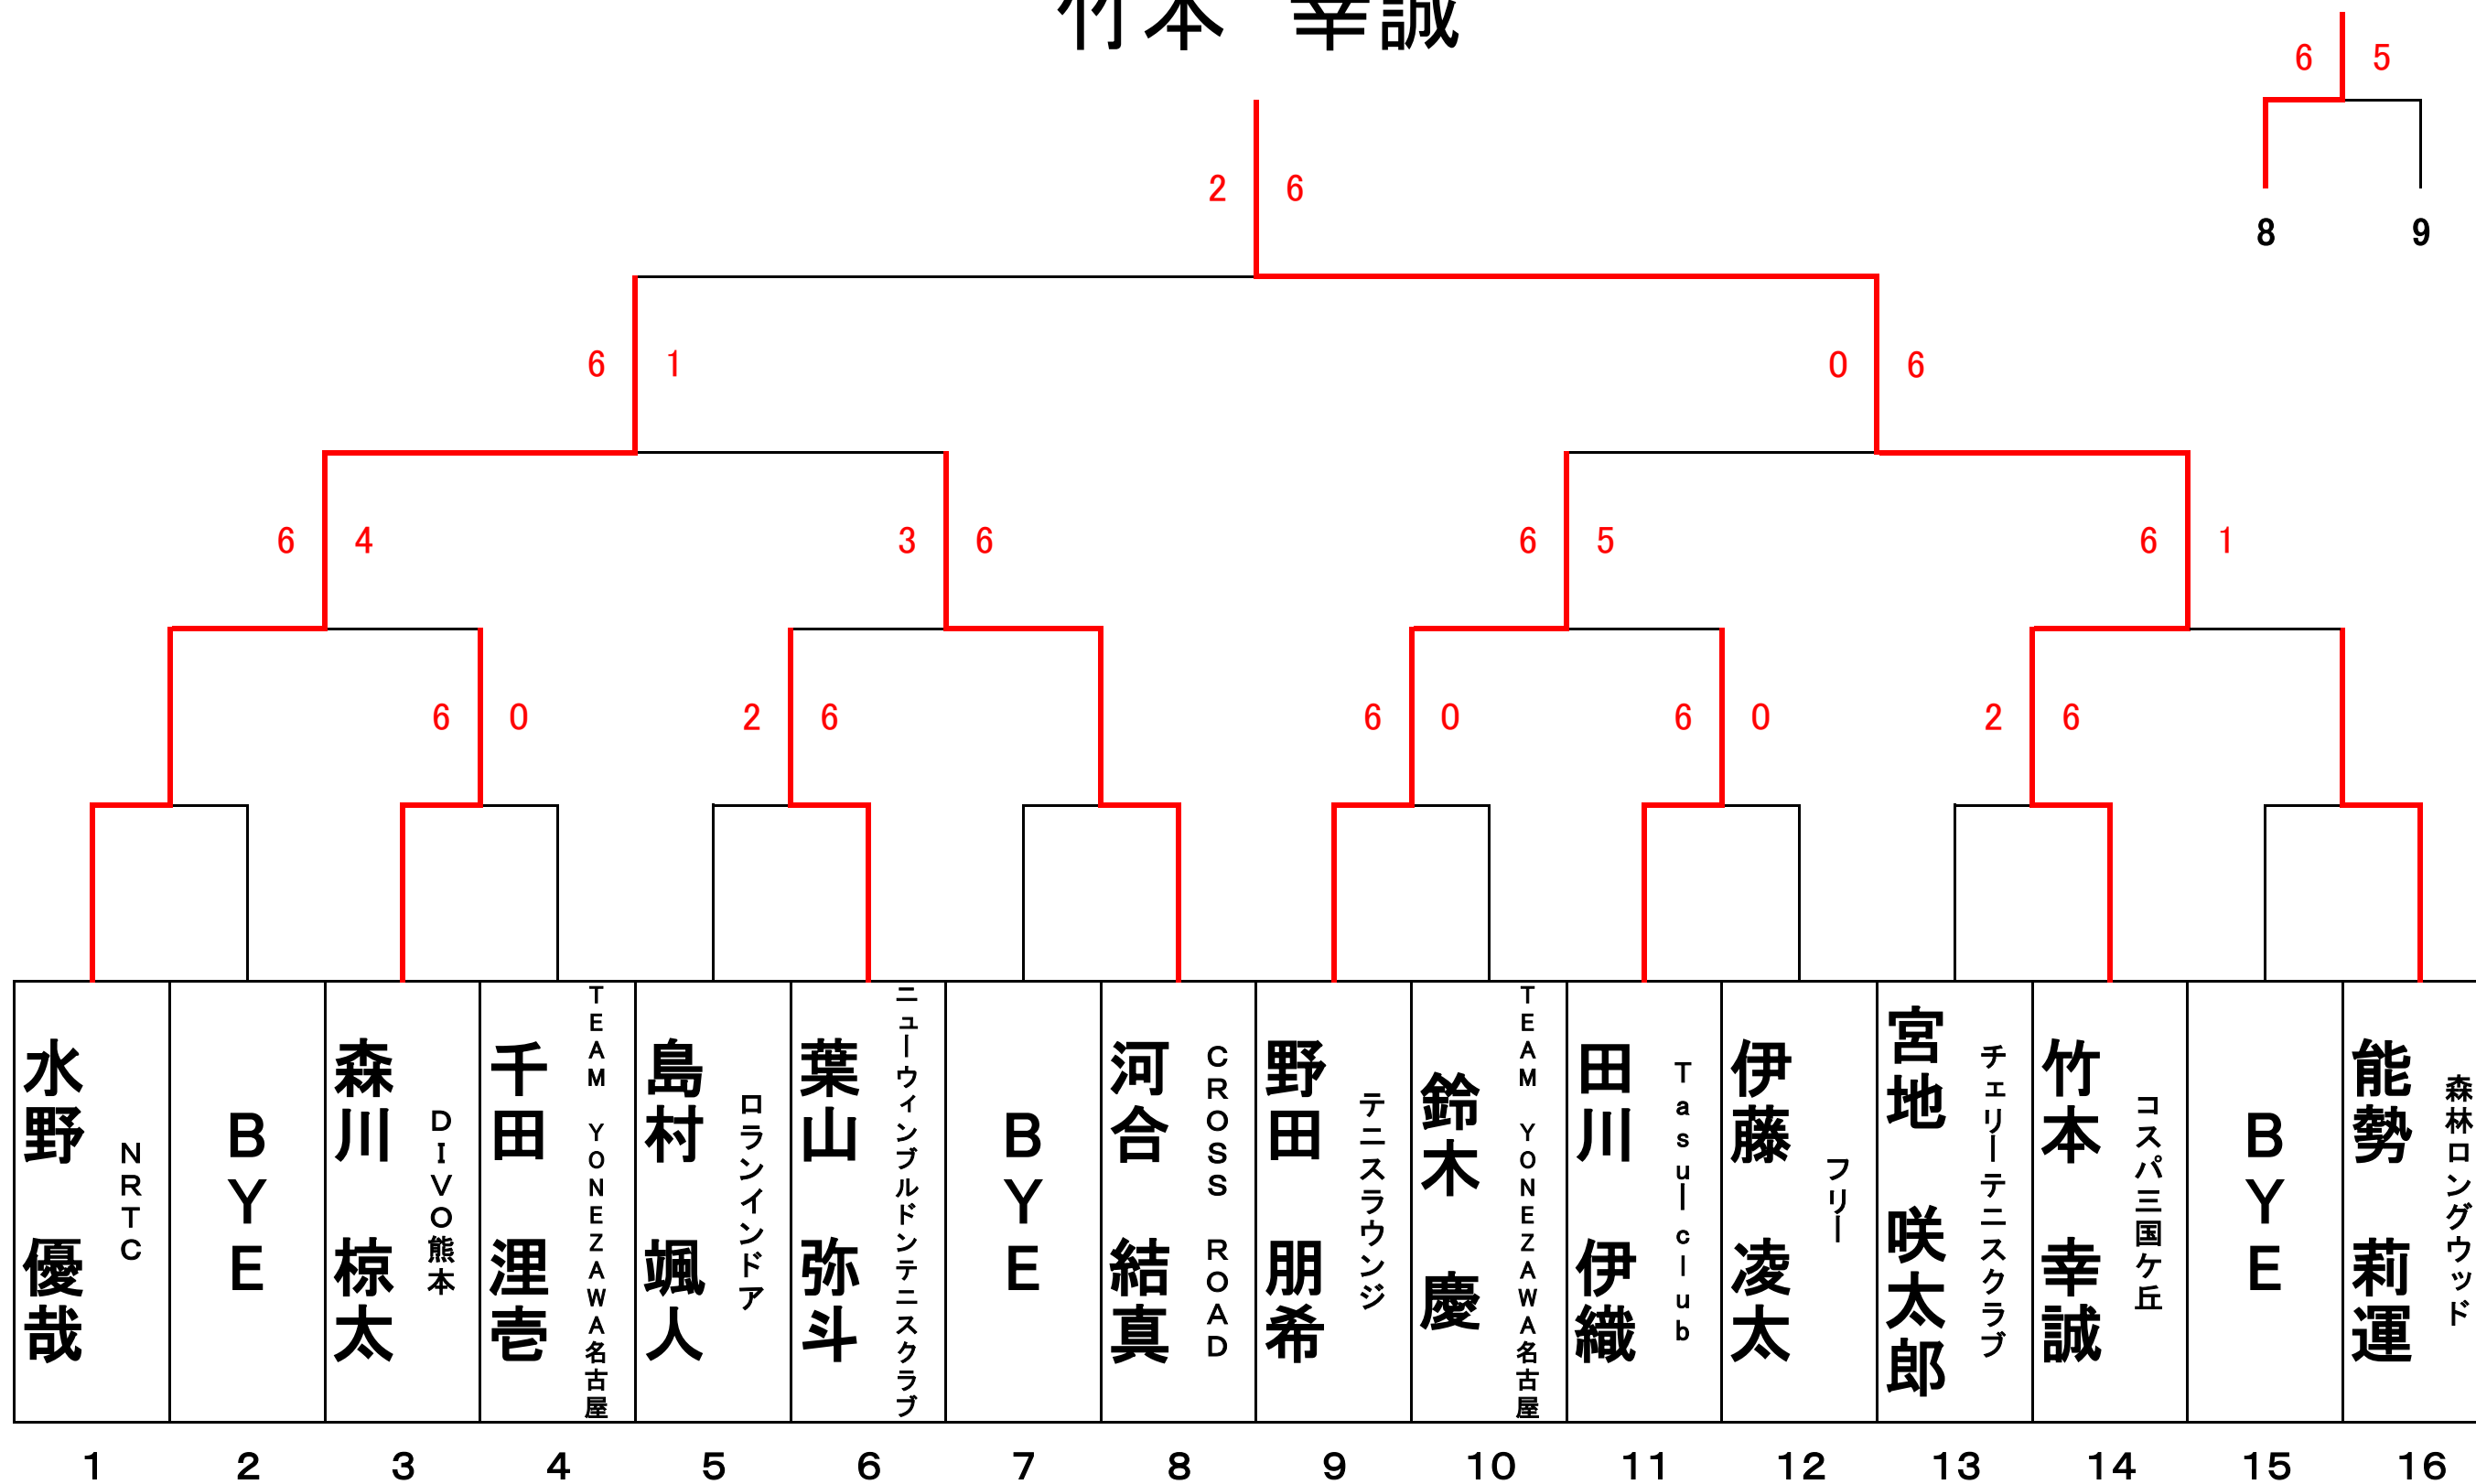 竹本 幸誠
6 5
8 9
2 6
6 1
0 6
6 4
3 6
6 5
6 1
6 0
2 6
6 0
6 0
2 6
水野 優哉
NRTC
BYE
森川 椋太
DIVO熊本
千田 浬壱
TEAM YONEZAWA名古屋
島村 颯人
ロランインドア
葉山 弥斗
ニューウィンブルドンテニスクラブ
BYE
河合 結真
CROSS ROAD
野田 朋希
テニスラウンジ
鈴木 慶
TEAM YONEZAWA名古屋
田川 伊織
Tasuーclub
伊藤 凌太
フリー
宮地 咲太郎
チェリーテニスクラブ
竹本 幸誠
コスパ三国ケ丘
BYE
能勢 莉運
森林ロングウッド
1 2 3 4 5 6 7 8 9 10 11 12 13 14 15 16